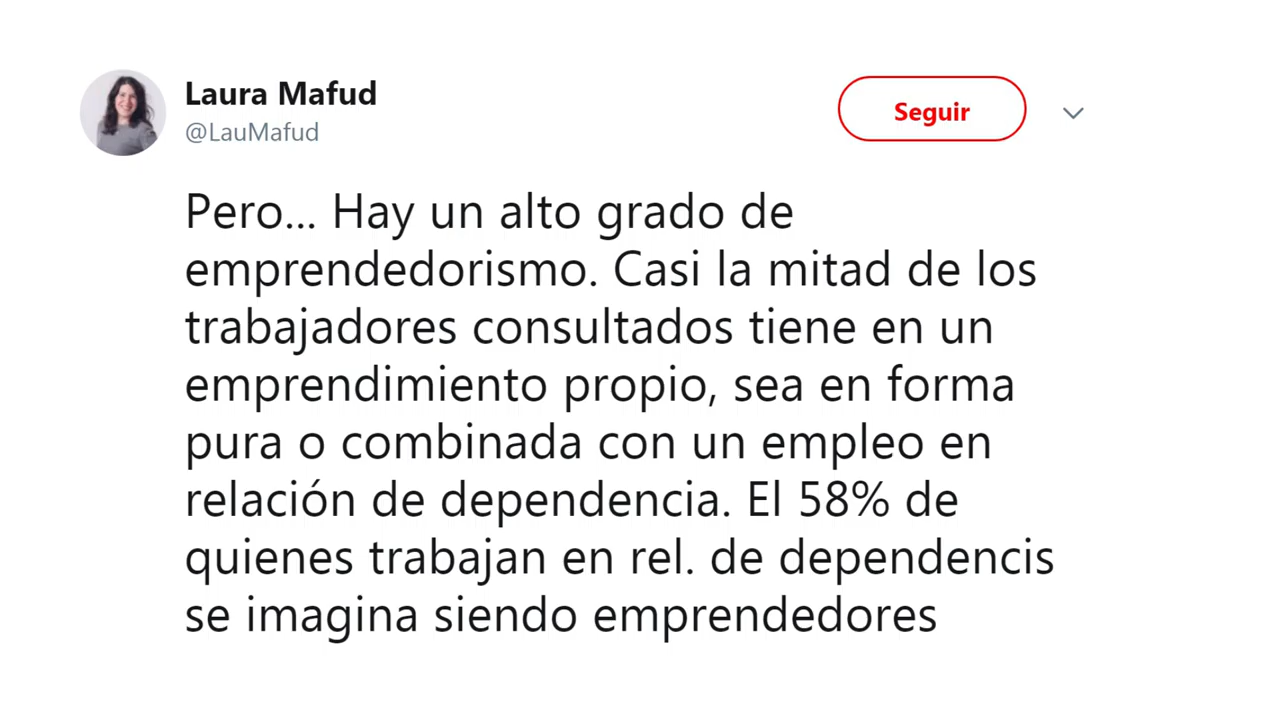 Laura Mafud
@LauMafud
Seguir
Pero... Hay un alto grado de
emprendedorismo. Casi la mitad de los
trabajadores consultados tiene en un
emprendimiento propio, sea en forma
pura o combinada con un empleo en
relación de dependencia. El 58% de
quienes trabajan en rel. de dependencis
se imagina siendo emprendedores